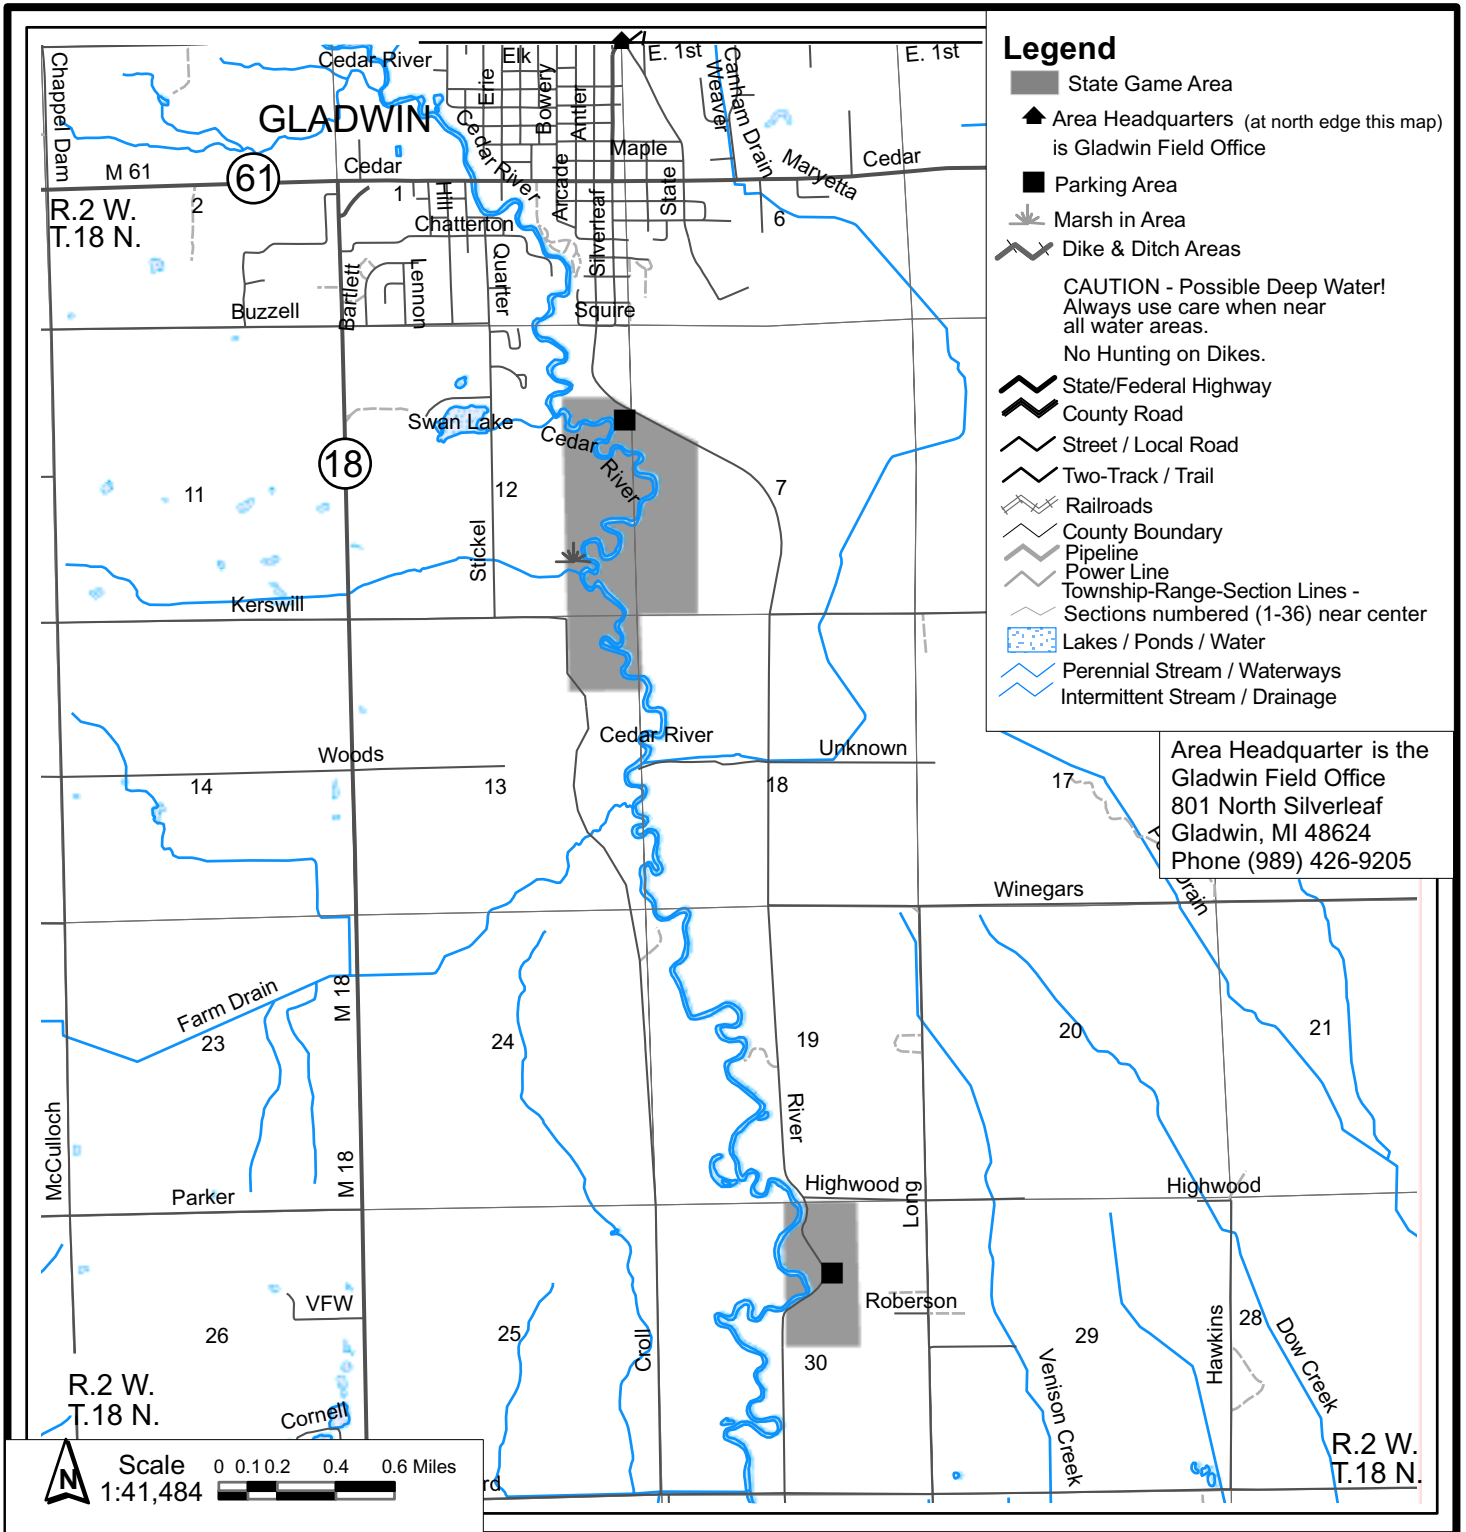 Legend
State Game Area
Area Headquarters (at north edge this map)
is Gladwin Field Office
Parking Area
Marsh in Area
Dike & Ditch Areas
CAUTION - Possible Deep Water!
Always use care when near
all water areas.
No Hunting on Dikes.
State/Federal Highway
County Road
Street / Local Road
Two-Track / Trail
Railroads
County Boundary
Pipeline
Power Line
Township-Range-Section Lines -
Sections numbered (1-36) near center
Lakes / Ponds / Water
Perennial Stream / Waterways
Intermittent Stream / Drainage
Area Headquarter is the
Gladwin Field Office
801 North Silverleaf
Gladwin, MI 48624
Phone (989) 426-9205
Chappel Dam
Cedar River
Elk
E. 1st
E. 1st
Erie
Bowery
Antler
Weaver
Canham Drain
GLADWIN
Cedar River
Maple
Maryetta
Cedar
M 61
61
Cedar
1
Hill
Arcade
Silverleaf
State
6
R.2 W.
T.18 N.
2
Chatterton
Buzzell
Bartlett
Lennon
Quarter
Squire
Swan Lake
Cedar
River
18
11
12
7
Stickel
Kerswill
Cedar River
Unknown
Woods
14
13
18
17
Drain
Winegars
Farm Drain
M 18
23
24
19
20
21
McCulloch
M 18
River
Parker
Highwood
Long
Highwood
VFW
Roberson
26
25
Croll
30
29
Hawkins
28
Dow Creek
Venison Creek
R.2 W.
T.18 N.
Cornell
R.2 W.
T.18 N.
N
Scale
1:41,484
0 0.1 0.2 0.4 0.6 Miles
rd